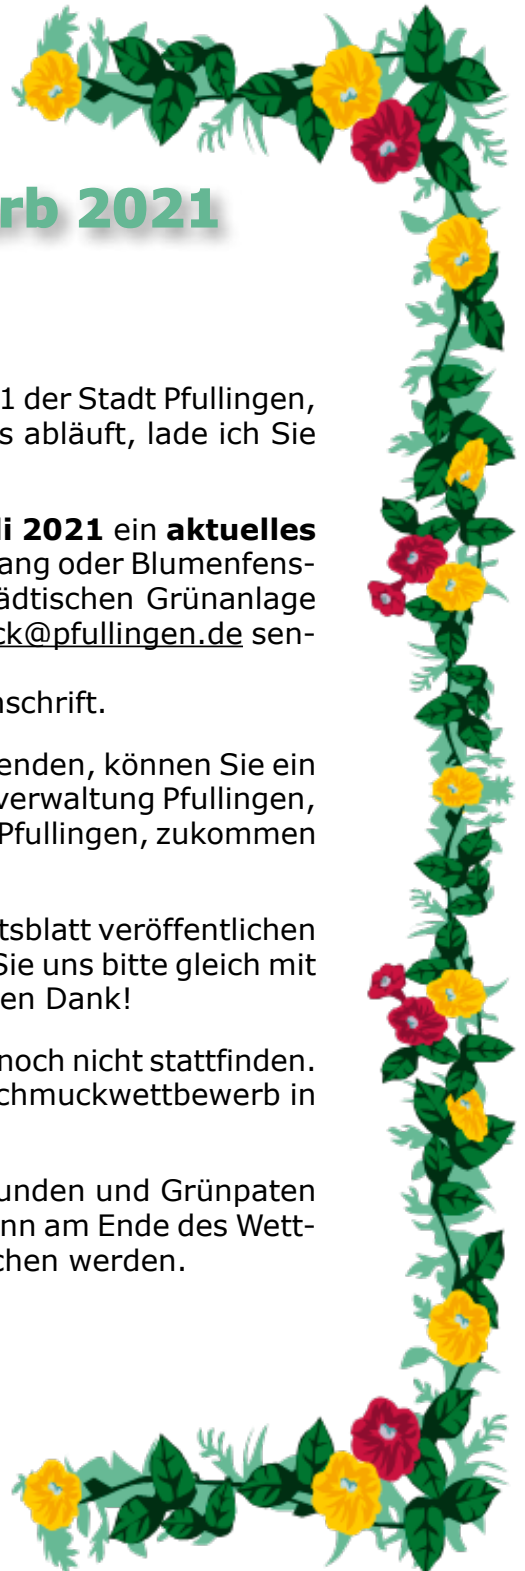 rb 2021
1 der Stadt Pfullingen,
s abläuft, lade ich Sie
li 2021 ein aktuelles
ang oder Blumenfens-
ädtischen Grünanlage
ck@pfullingen.de sen-
nschrift.
enden, können Sie ein
verwaltung Pfullingen,
Pfullingen, zukommen
tsblatt veröffentlichen
Sie uns bitte gleich mit
en Dank!
noch nicht stattfinden.
chmuckwettbewerb in
unden und Grünpaten
nn am Ende des Wett-
chen werden.